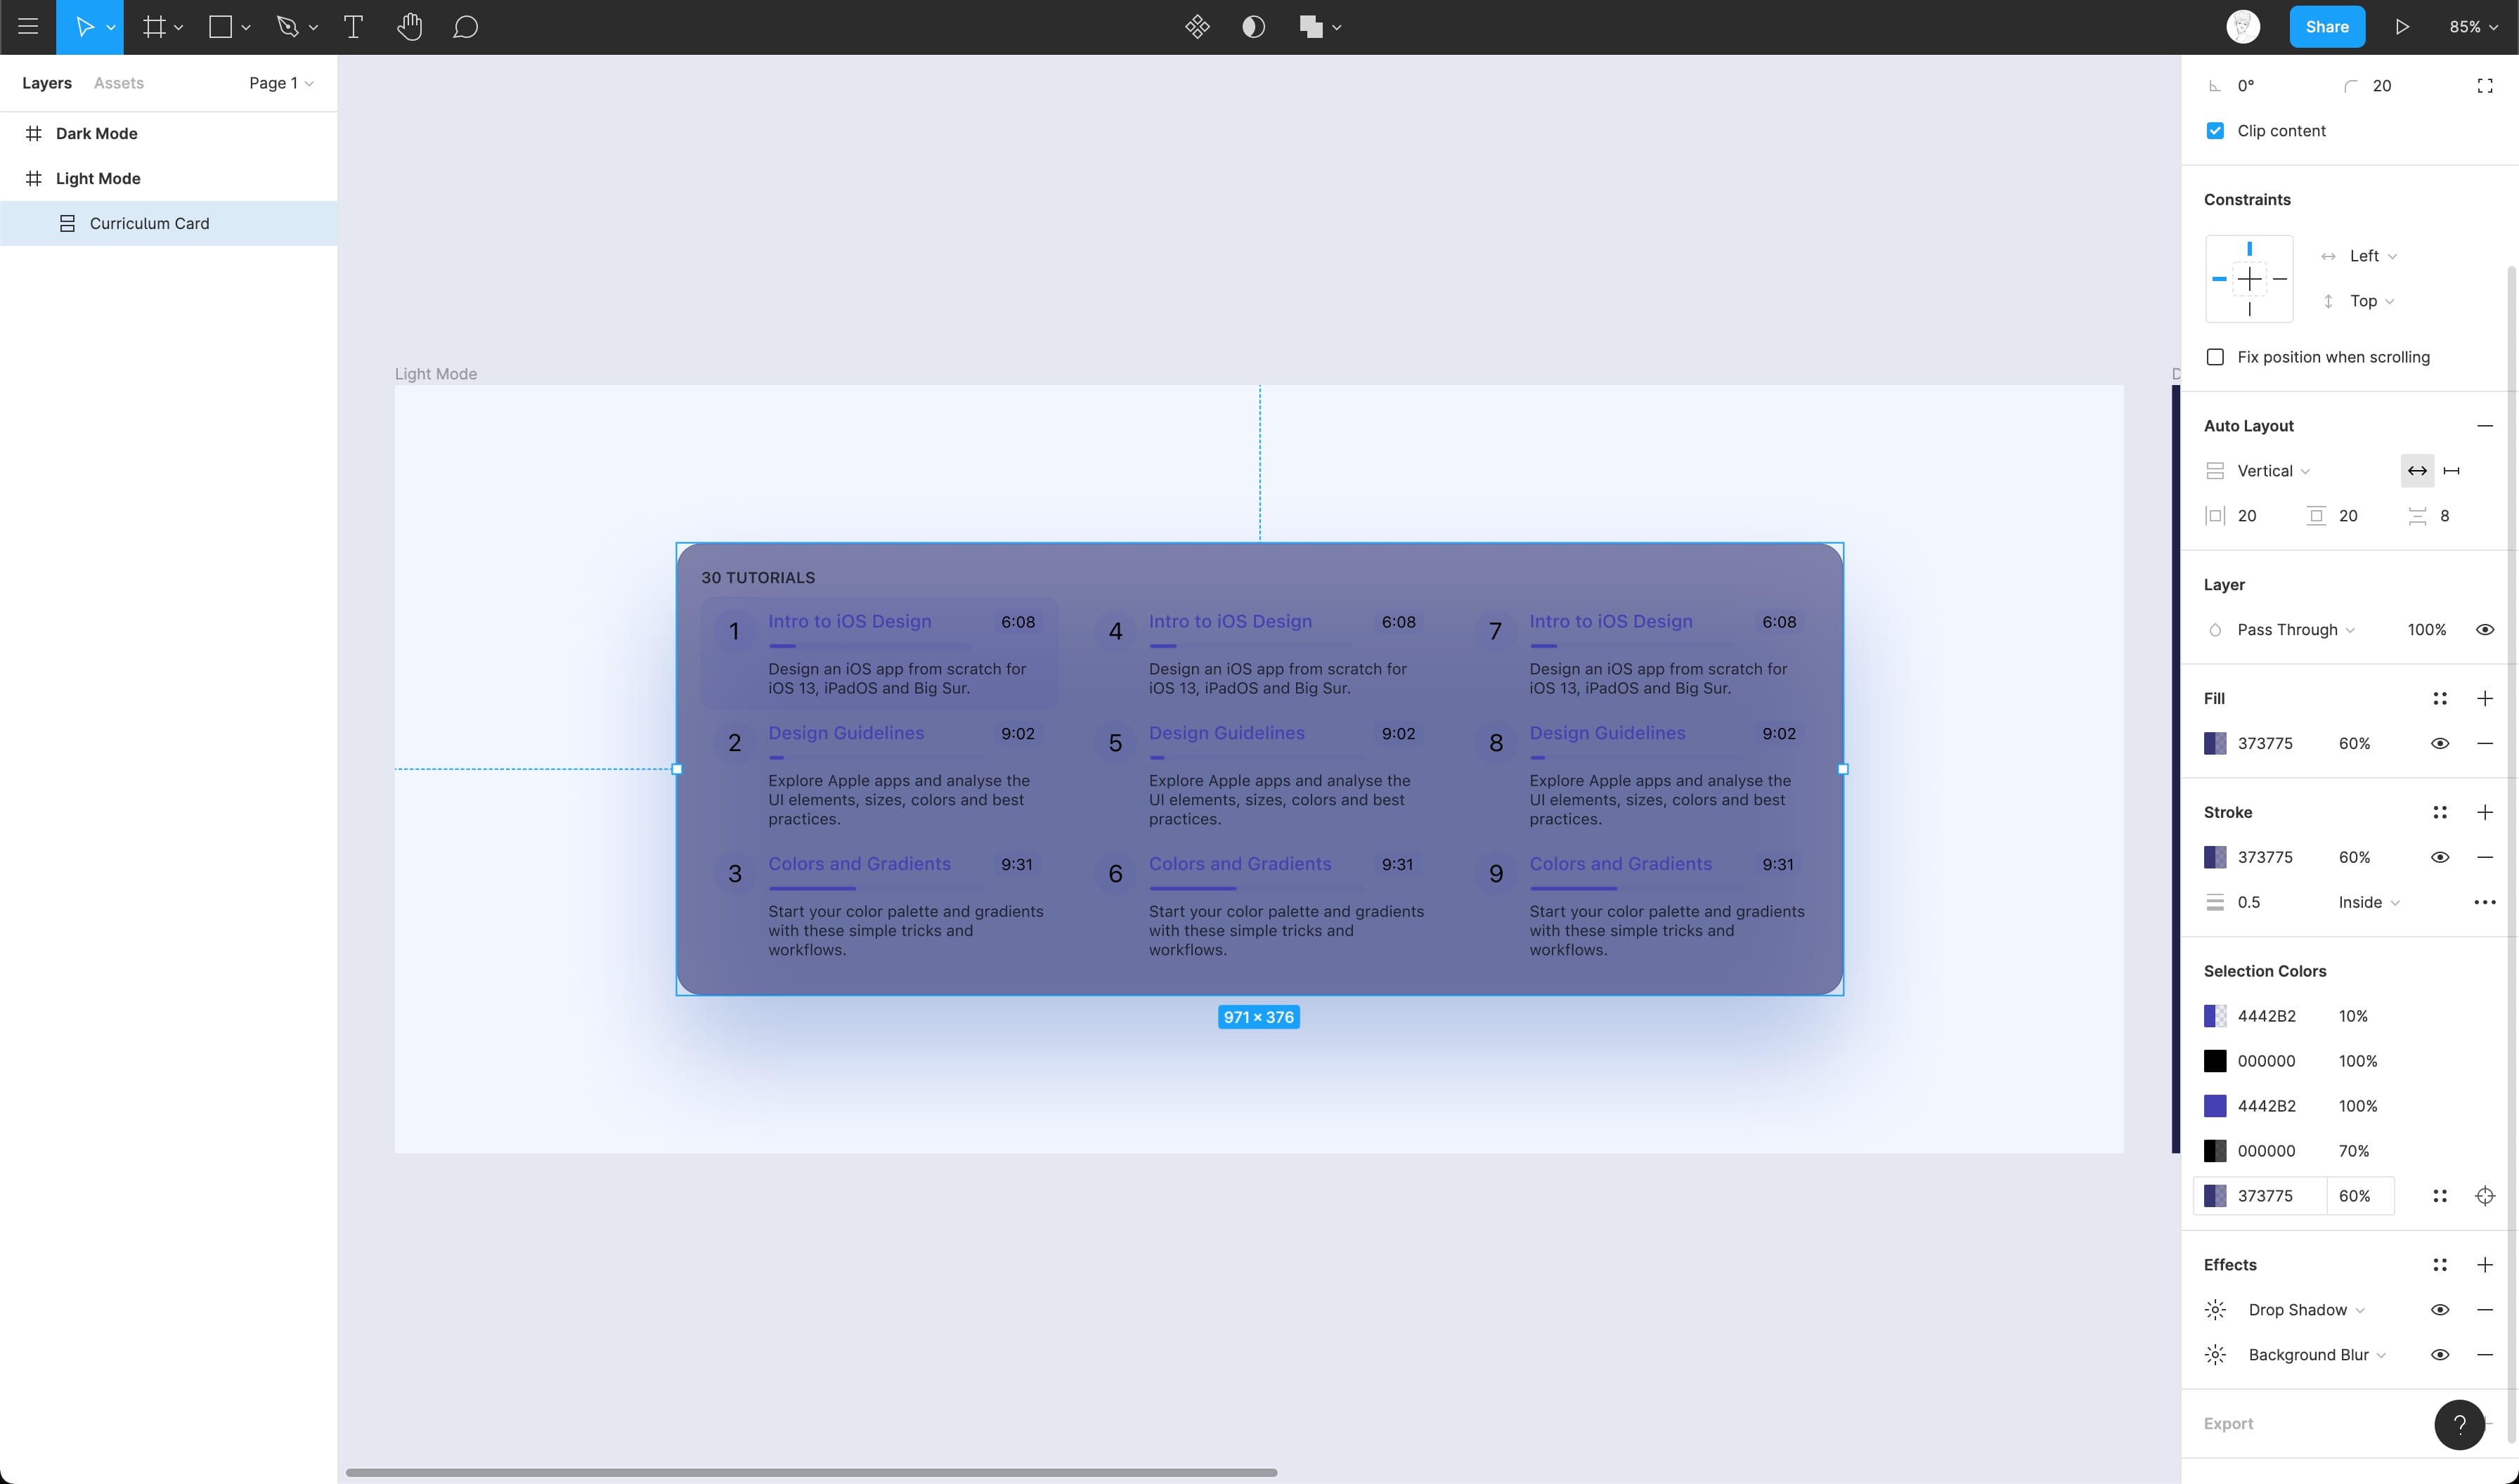 Share
85%
Layers
Assets
Page 1
Dark Mode
Light Mode
Curriculum Card
Light Mode
D
30 TUTORIALS
1
Intro to iOS Design
6:08
Design an iOS app from scratch for
iOS 13, iPadOS and Big Sur.
2
Design Guidelines
9:02
Explore Apple apps and analyse the
UI elements, sizes, colors and best
practices.
3
Colors and Gradients
9:31
Start your color palette and gradients
with these simple tricks and
workflows.
4
Intro to iOS Design
6:08
Design an iOS app from scratch for
iOS 13, iPadOS and Big Sur.
5
Design Guidelines
9:02
Explore Apple apps and analyse the
UI elements, sizes, colors and best
practices.
6
Colors and Gradients
9:31
Start your color palette and gradients
with these simple tricks and
workflows.
7
Intro to iOS Design
6:08
Design an iOS app from scratch for
iOS 13, iPadOS and Big Sur.
8
Design Guidelines
9:02
Explore Apple apps and analyse the
UI elements, sizes, colors and best
practices.
9
Colors and Gradients
9:31
Start your color palette and gradients
with these simple tricks and
workflows.
971 × 376
0°
20
Clip content
Constraints
Left
Top
Fix position when scrolling
Auto Layout
Vertical
20
20
8
Layer
Pass Through
100%
Fill
373775
60%
Stroke
373775
60%
0.5
Inside
Selection Colors
4442B2
10%
000000
100%
4442B2
100%
000000
70%
373775
60%
Effects
Drop Shadow
Background Blur
Export
?